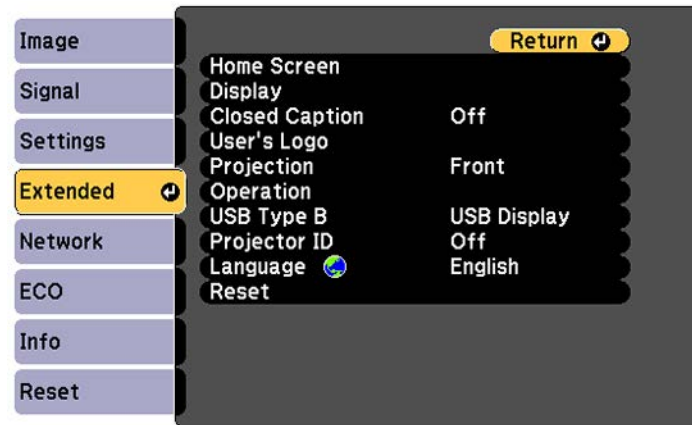 Image
Signal
Settings
Extended
Network
ECO
Info
Reset
Return
Home Screen
Display
Closed Caption Off
User's Logo
Projection Front
Operation
USB Type B USB Display
Projector ID Off
Language English
Reset